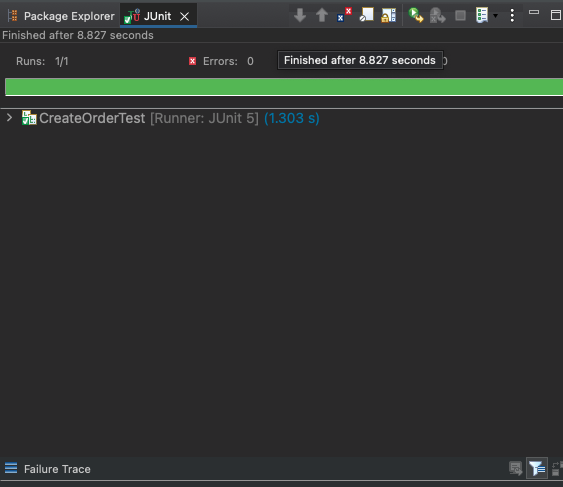 Package Explorer JUnit
Finished after 8.827 seconds
Runs: 1/1 Errors: 0 Finished after 8.827 seconds
CreateOrderTest [Runner: JUnit 5] (1.303 s)
Failure Trace